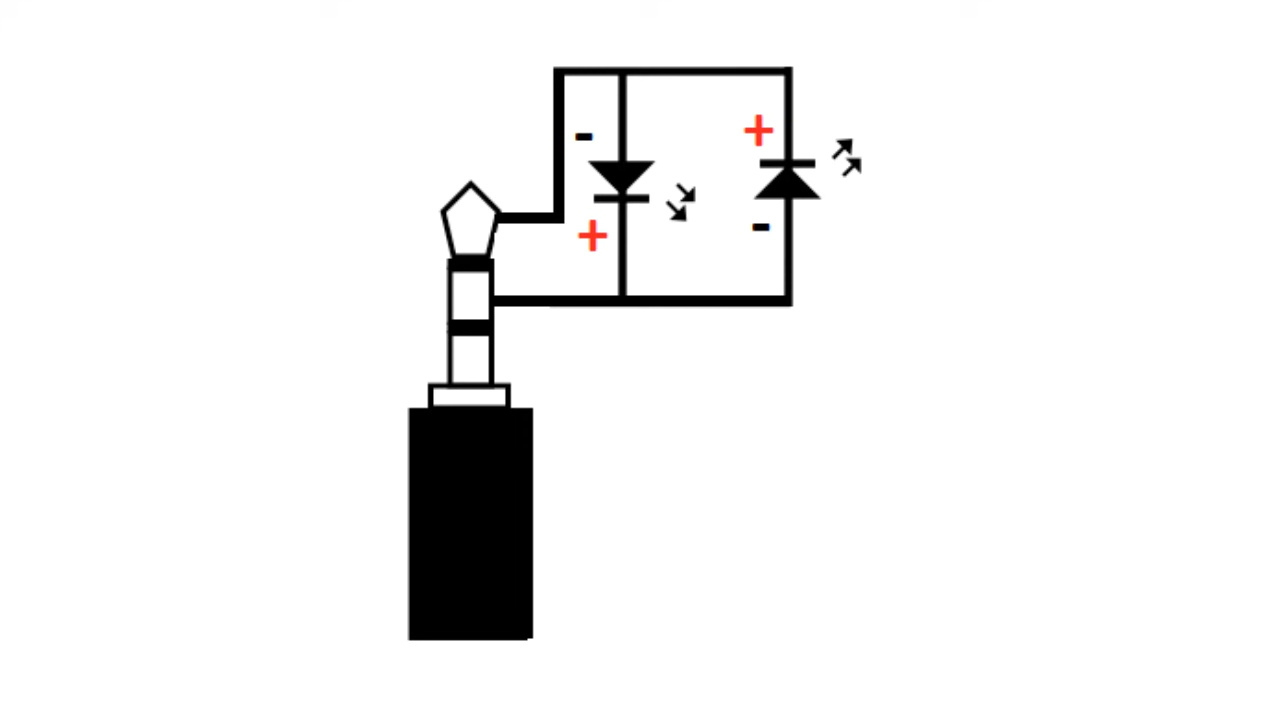 - +
+ -